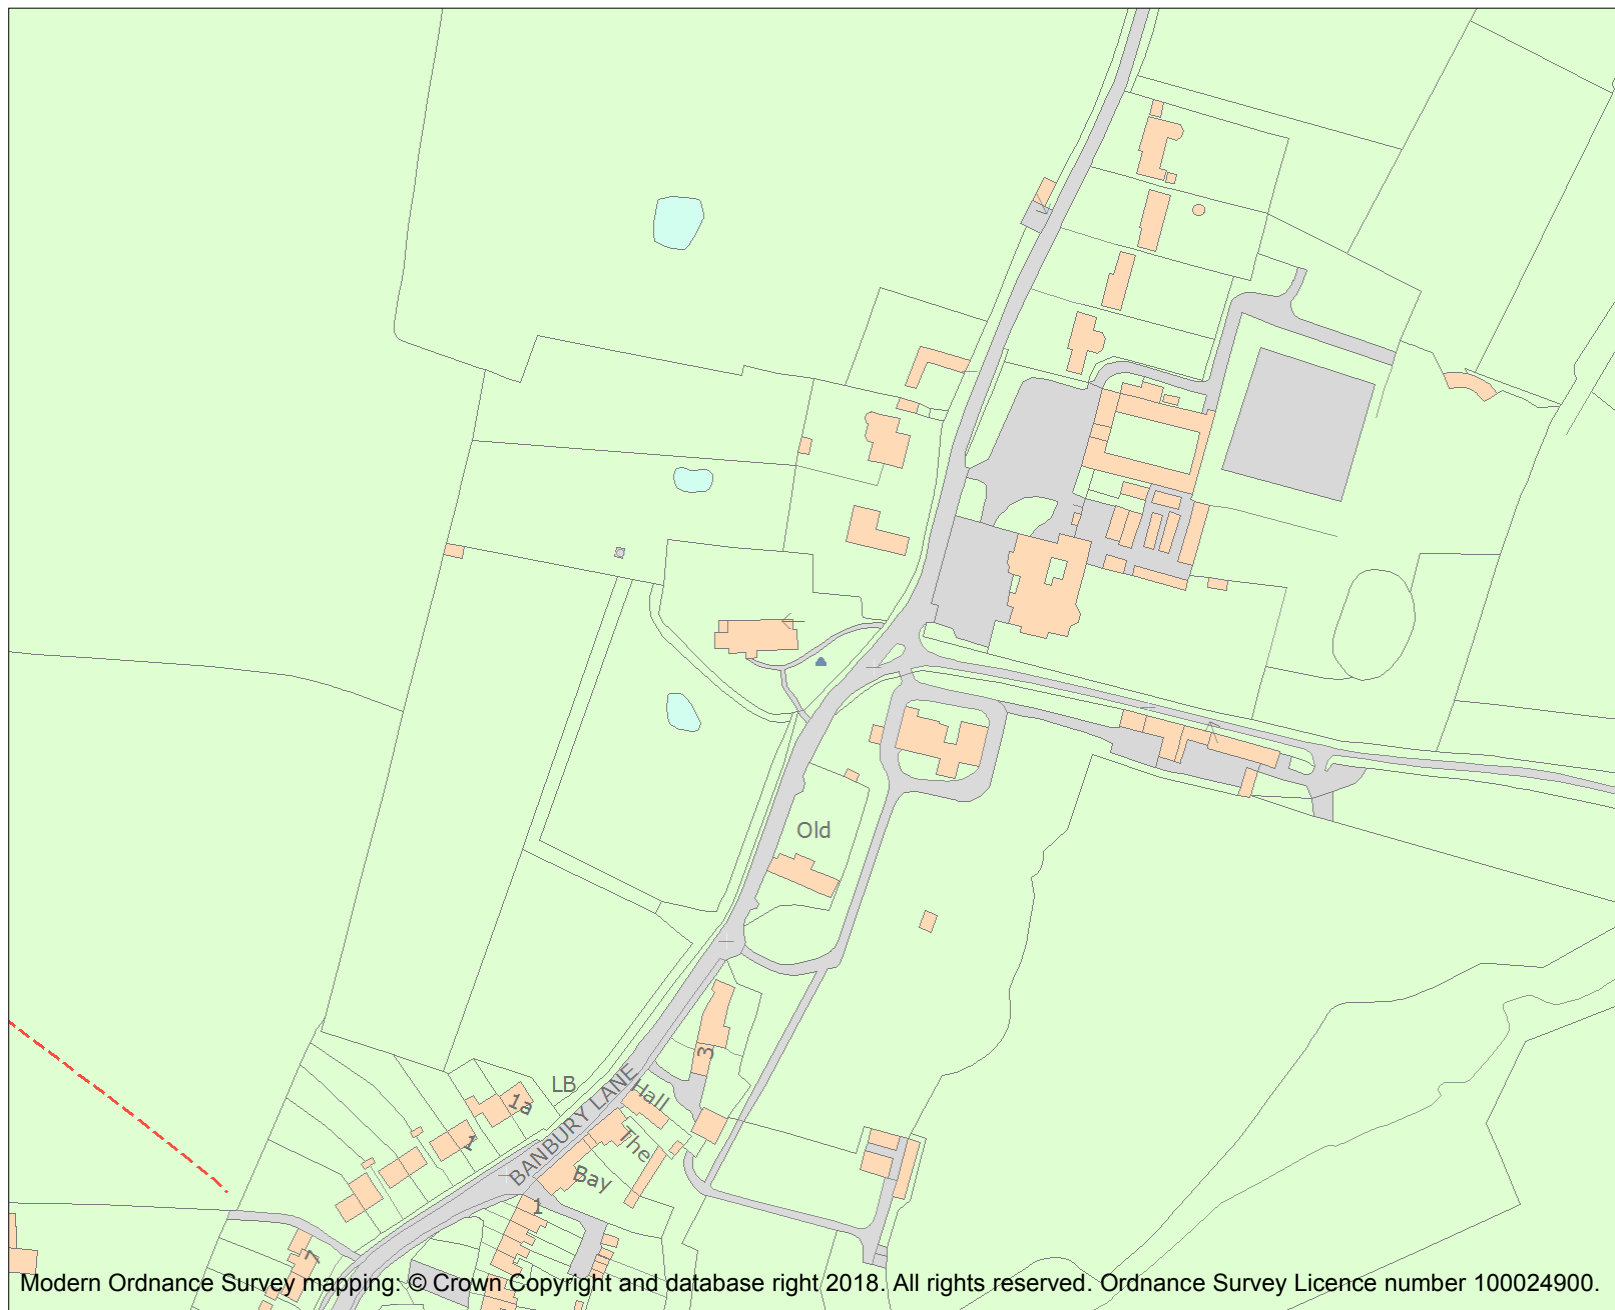 Old
3
LB
Hall
1a
BANBURY LANE
The
1
Bay
1
7
Modern Ordnance Survey mapping: © Crown Copyright and database right 2018. All rights reserved. Ordnance Survey Licence number 100024900.